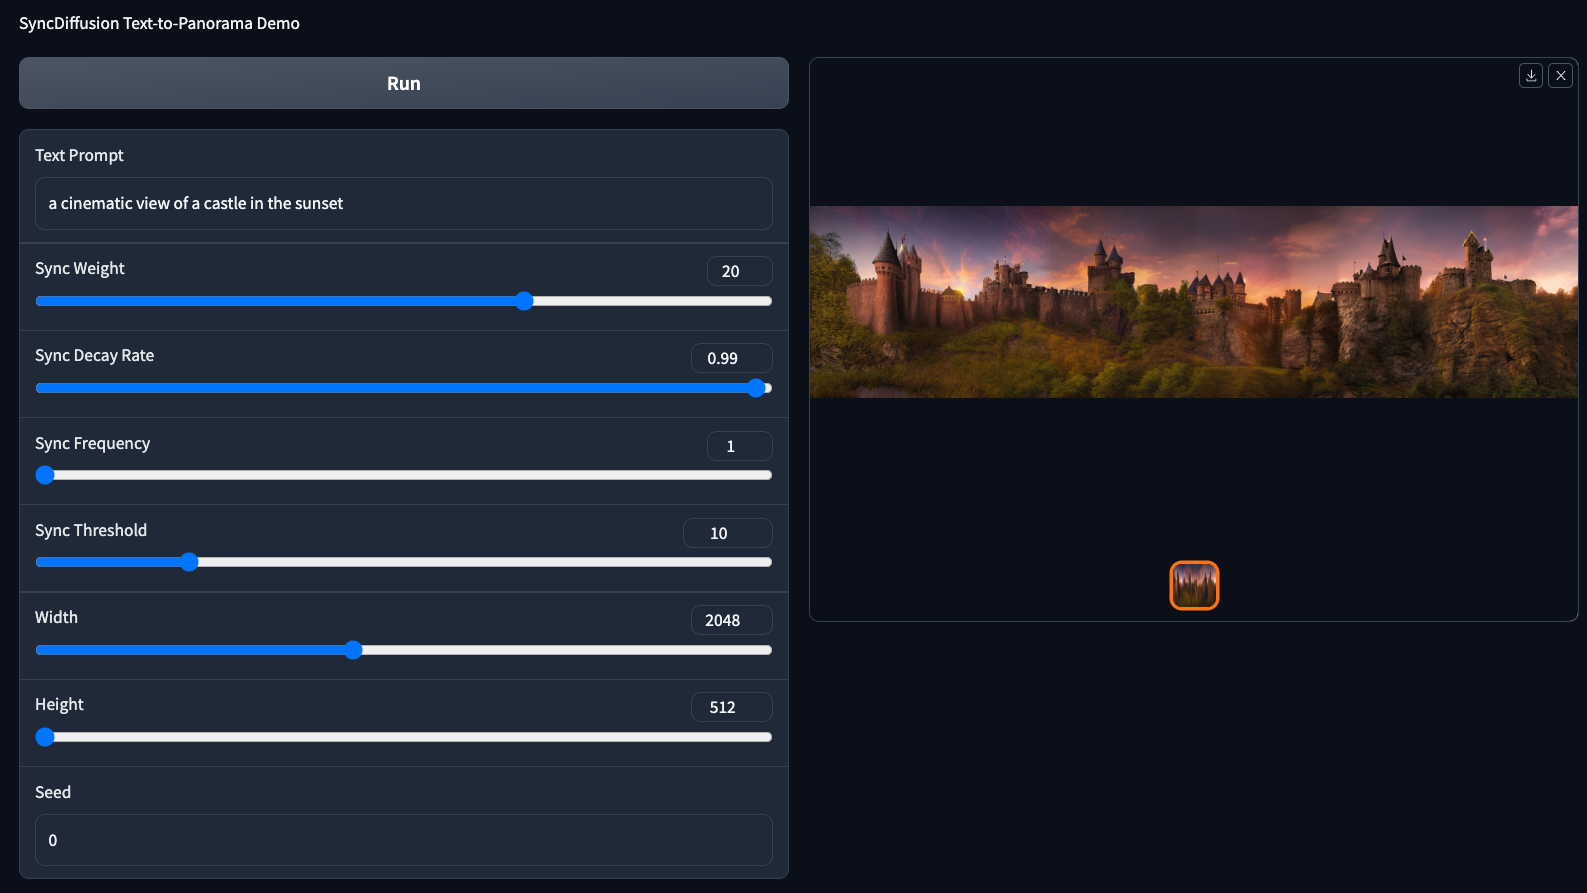 SyncDiffusion Text-to-Panorama Demo
Run
Text Prompt
a cinematic view of a castle in the sunset
Sync Weight
20
Sync Decay Rate
0.99
Sync Frequency
1
Sync Threshold
10
Width
2048
Height
512
Seed
0